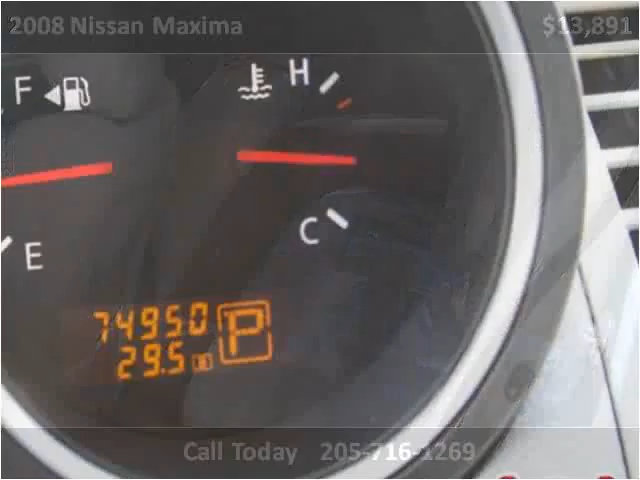 2008 Nissan Maxima $13,891
F H
C
E
74950
29.5 P
Call Today 205-716-1269